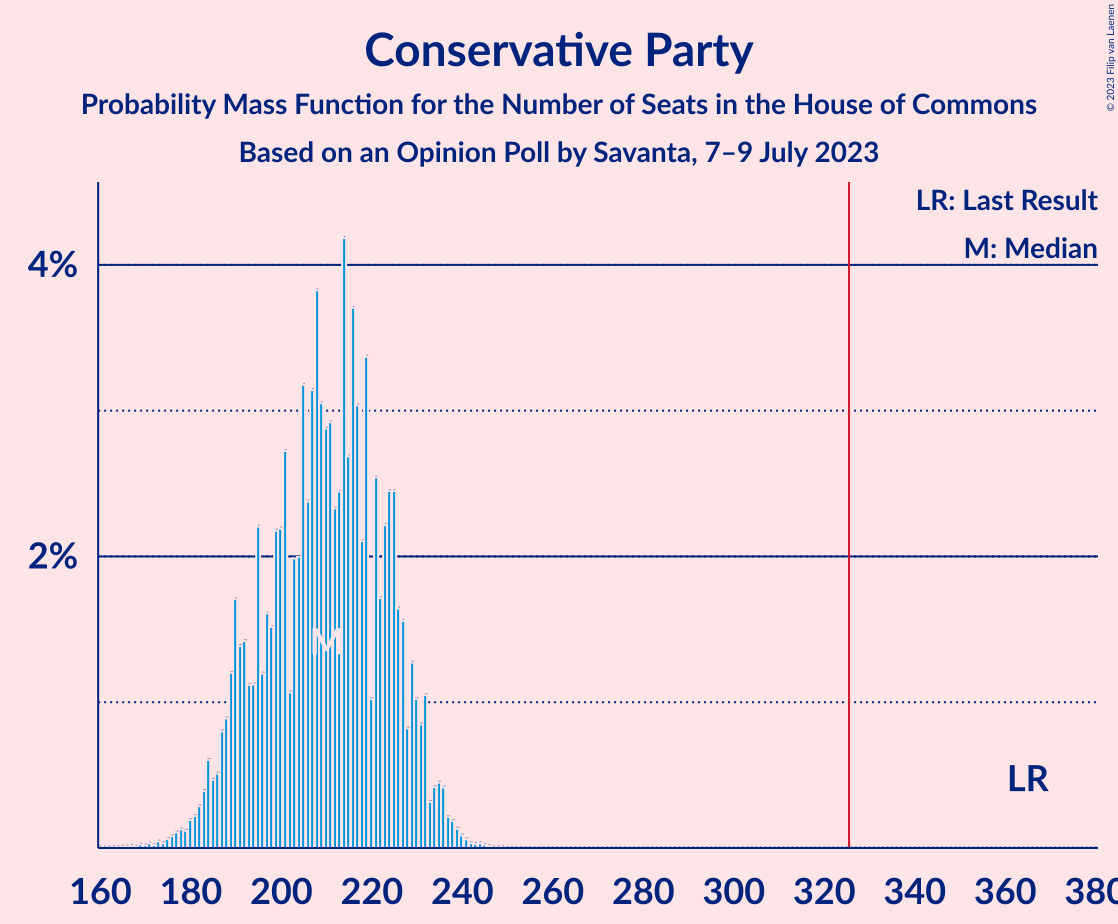 Conservative Party
Probability Mass Function for the Number of Seats in the House of Commons
Based on an Opinion Poll by Savanta, 7–9 July 2023
© 2023 Filip van Laenen
LR: Last Result
M: Median
4%
2%
M
LR
160 180 200 220 240 260 280 300 320 340 360 380